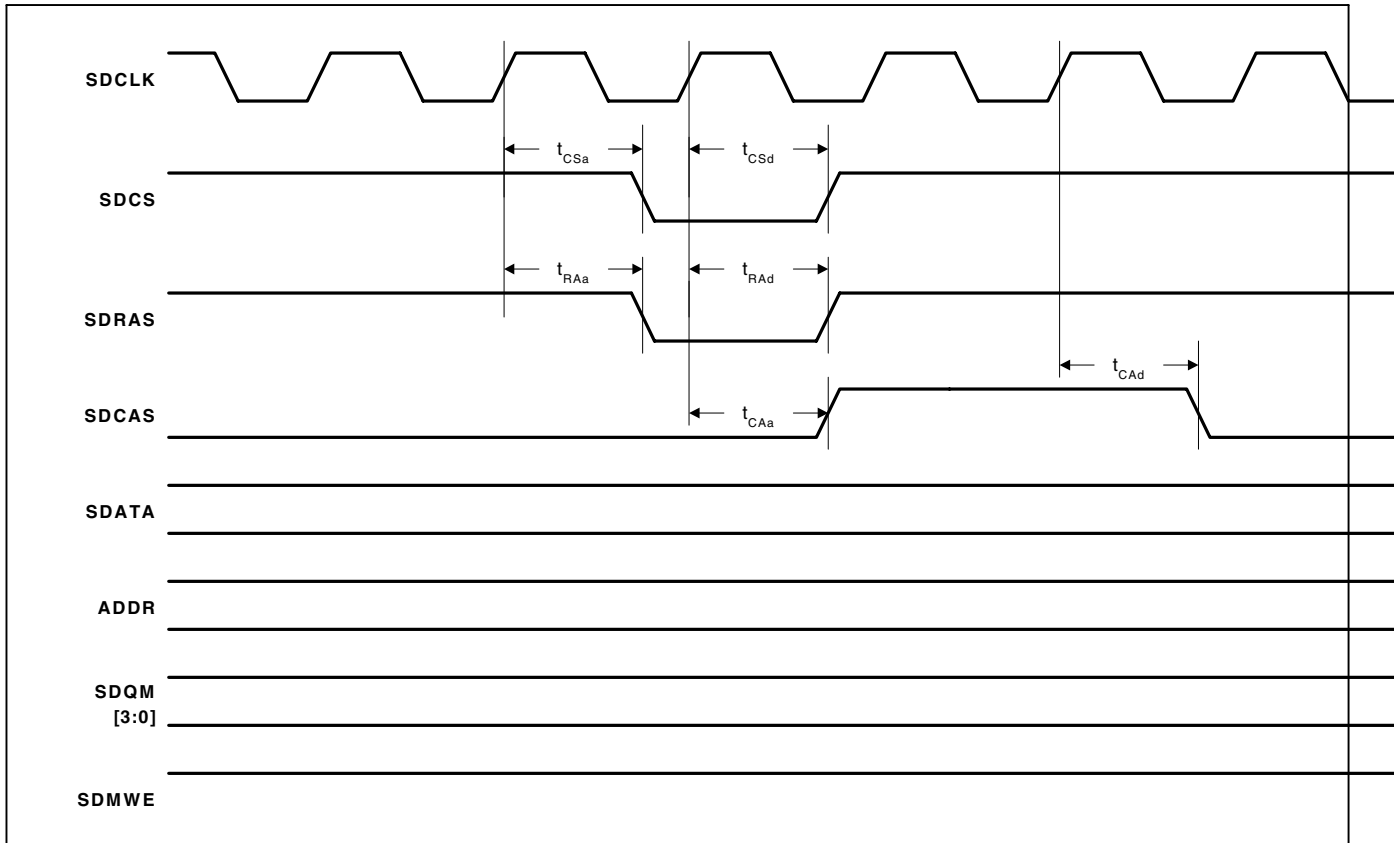 SDCLK
t_CSa t_CSd
SDCS
t_RAa t_RAd
SDRAS
t_CAd
SDCAS
t_CAa
SDATA
ADDR
SDQM
[3:0]
SDMWE